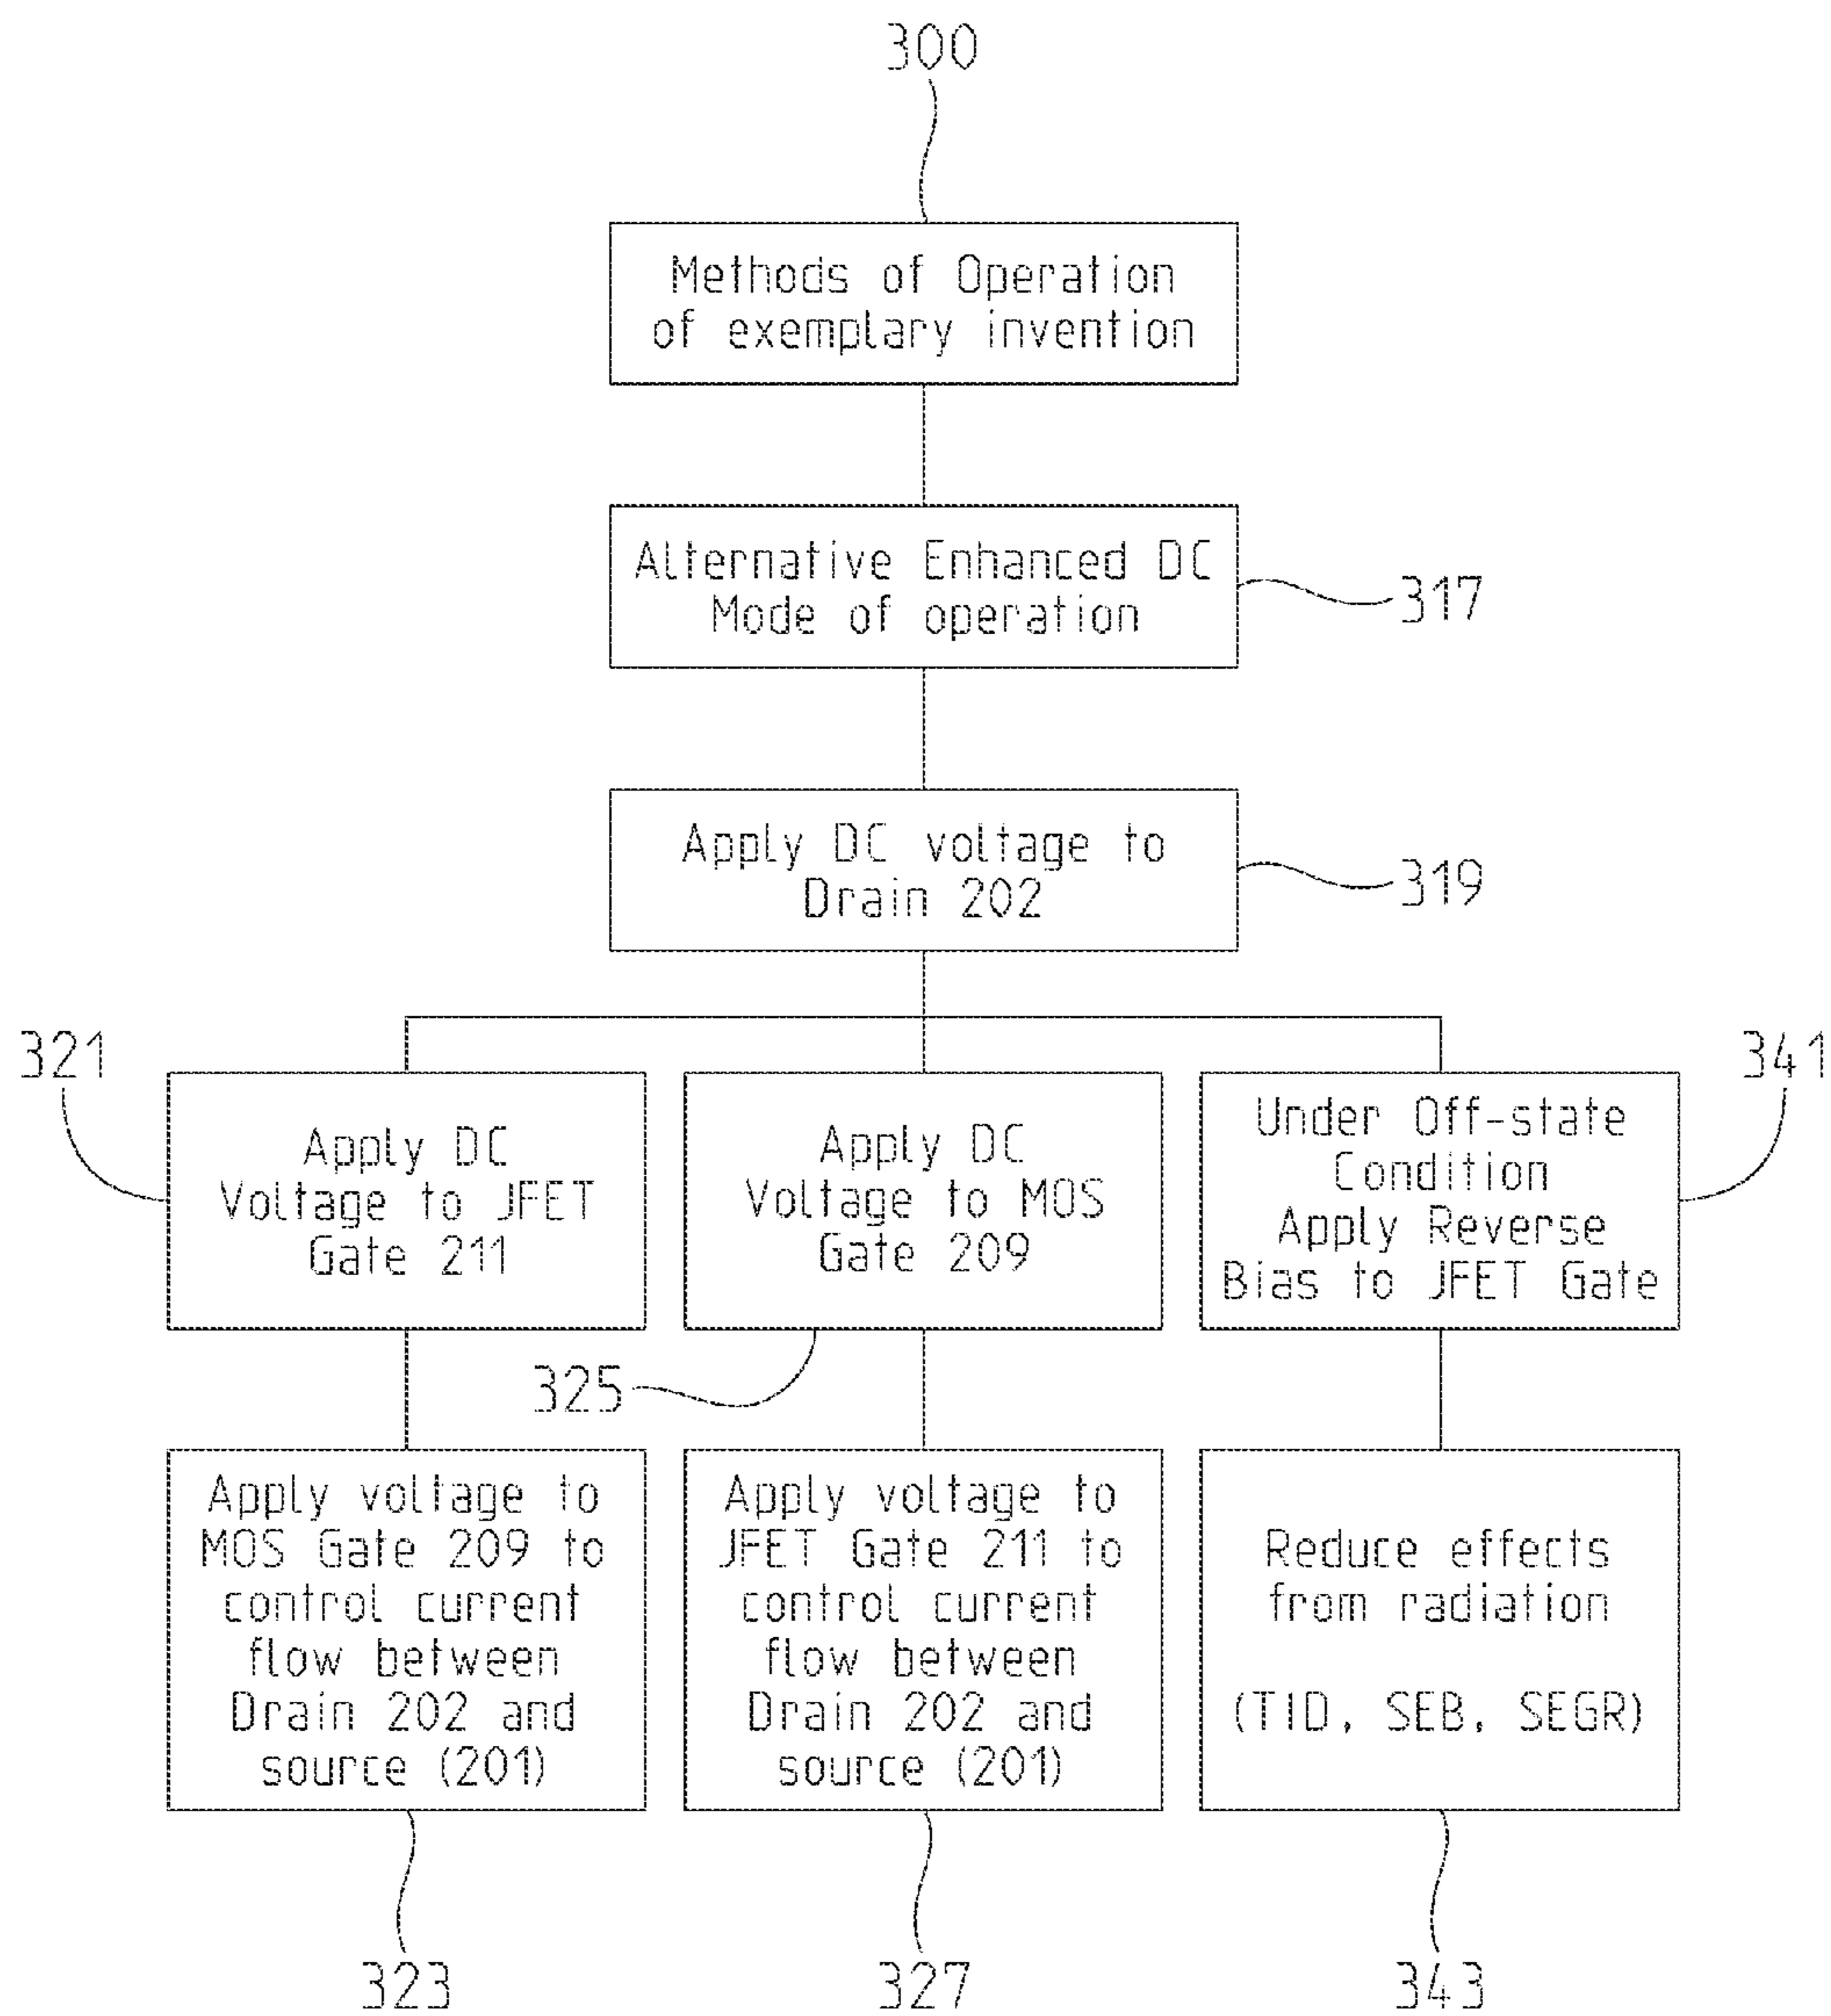 300
Methods of Operation
of exemplary invention
Alternative Enhanced DC
Mode of operation
317
Apply DC voltage to
Drain 202
319
321
Apply DC
Voltage to JFET
Gate 211
Apply DC
Voltage to MOS
Gate 209
325
Under Off-state
Condition
Apply Reverse
Bias to JFET Gate
341
Apply voltage to
MOS Gate 209 to
control current
flow between
Drain 202 and
source (201)
323
Apply voltage to
JFET Gate 211 to
control current
flow between
Drain 202 and
source (201)
327
Reduce effects
from radiation
(TID, SEB, SEGR)
343